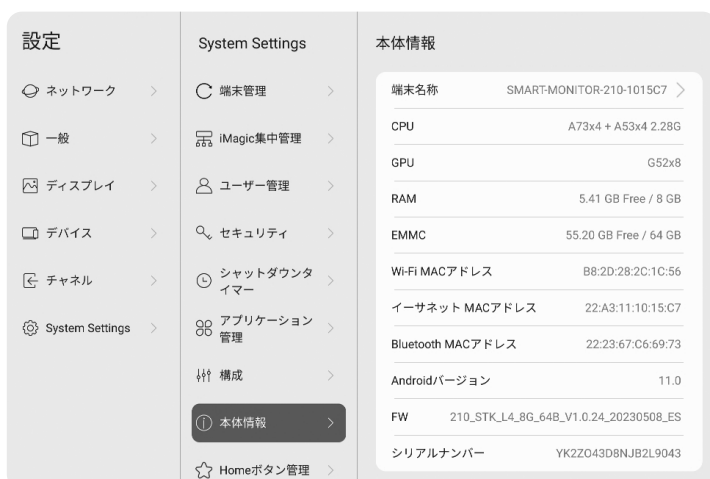 設定
ネットワーク
一般
ディスプレイ
デバイス
チャネル
System Settings
System Settings
端末管理
iMagic集中管理
ユーザー管理
セキュリティ
シャットダウンタ
イマー
アプリケーション
管理
構成
本体情報
Homeボタン管理
本体情報
端末名称 SMART-MONITOR-210-1015C7
CPU A73x4 + A53x4 2.28G
GPU G52x8
RAM 5.41 GB Free / 8 GB
EMMC 55.20 GB Free / 64 GB
Wi-Fi MACアドレス B8:2D:28:2C:1C:56
イーサネット MACアドレス 22:A3:11:10:15:C7
Bluetooth MACアドレス 22:23:67:C6:69:73
Androidバージョン 11.0
FW 210_STK_L4_8G_64B_V1.0.24_20230508_ES
シリアルナンバー YK2ZO43D8NJB2L9043